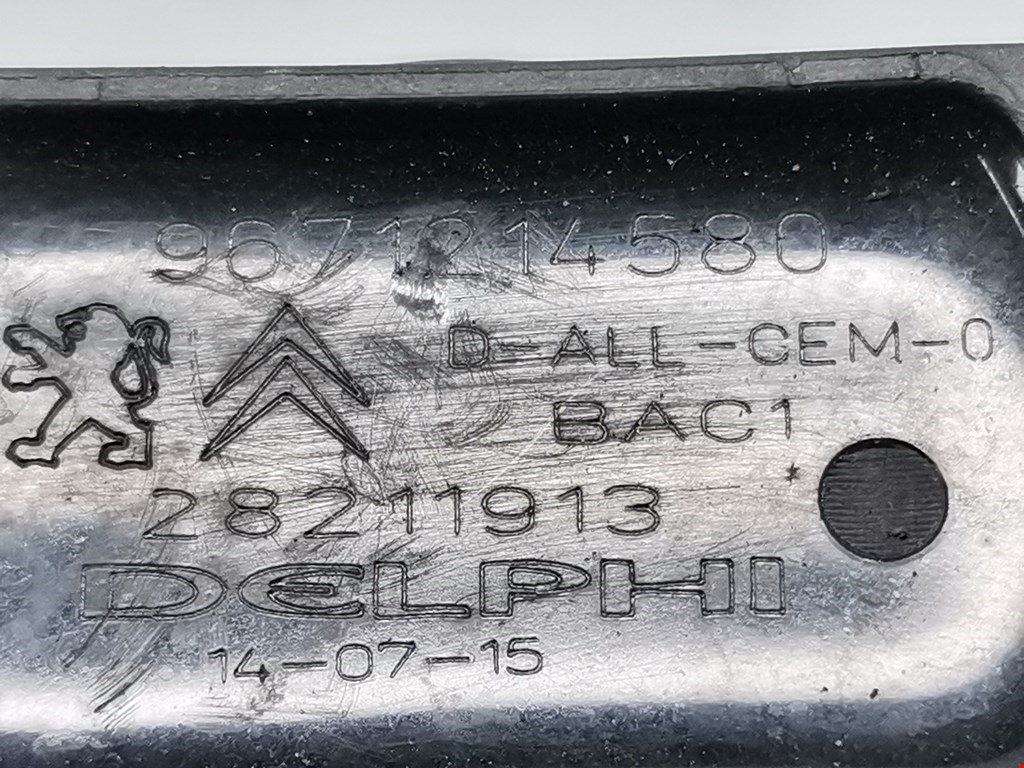 9671214580
D-ALL-CEM-0
BAC1
28211913
DELPHI
14-07-15